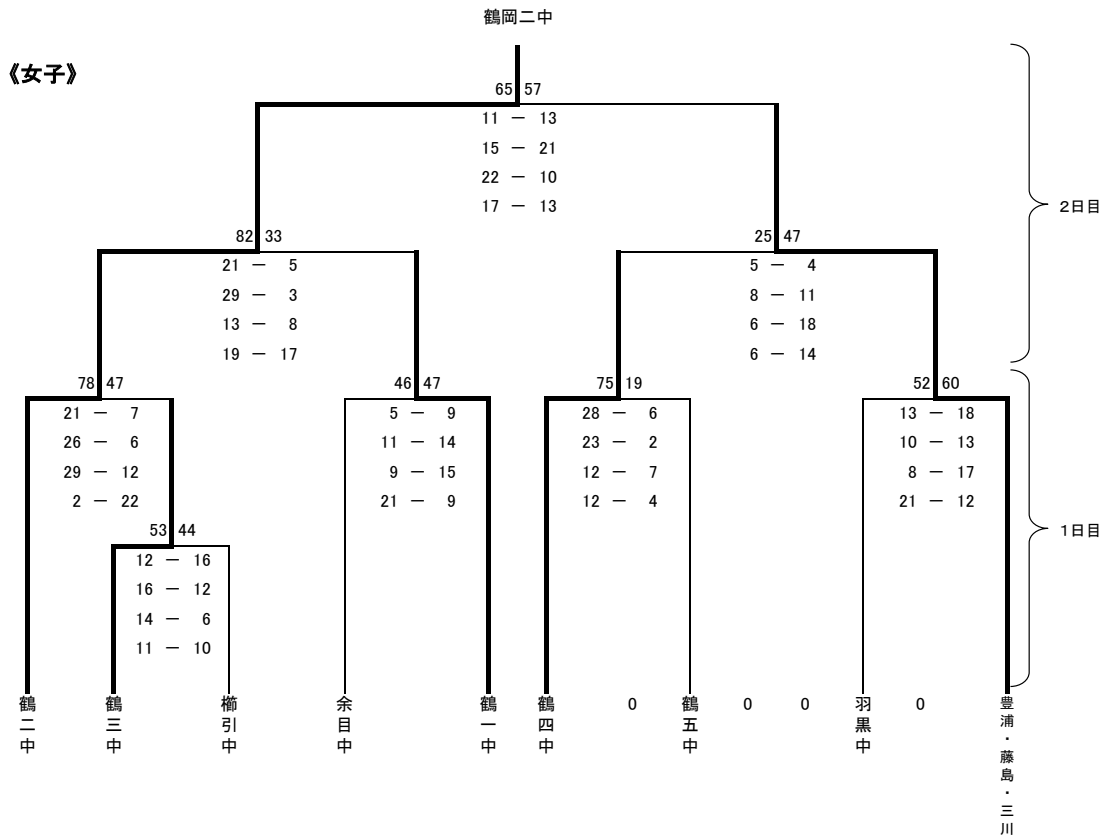 鶴岡二中
《女子》
65 57
11 － 13
15 － 21
22 － 10
17 － 13
2日目
82 33
25 47
21 － 5
5 － 4
29 － 3
8 － 11
13 － 8
6 － 18
19 － 17
6 － 14
78 47
46 47
75 19
52 60
21 － 7
5 － 9
28 － 6
13 － 18
26 － 6
11 － 14
23 － 2
10 － 13
29 － 12
9 － 15
12 － 7
8 － 17
2 － 22
21 － 9
12 － 4
21 － 12
1日目
53 44
12 － 16
16 － 12
14 － 6
11 － 10
鶴二中
鶴三中
櫛引中
余目中
鶴一中
鶴四中
0
鶴五中
0
0
羽黒中
0
豊浦・藤島・三川